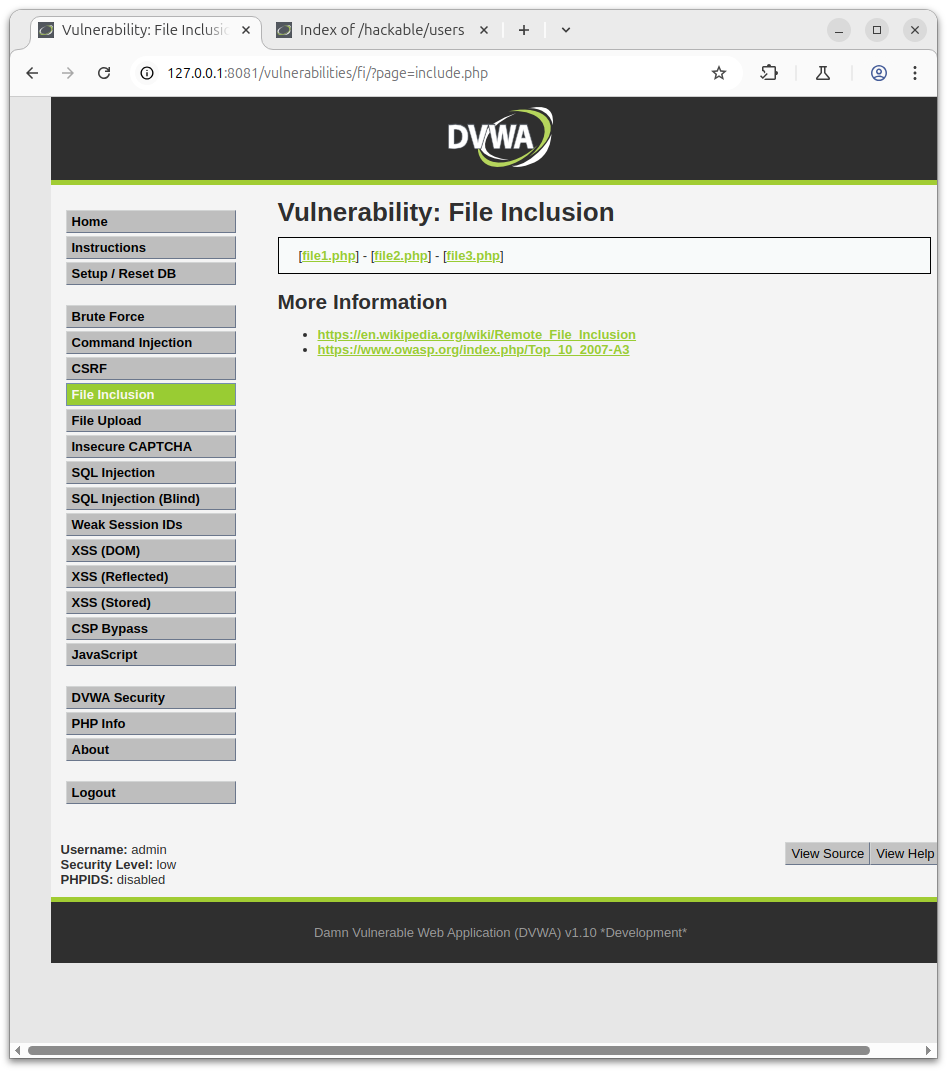 Vulnerability: File Inclusi
Index of /hackable/users
127.0.0.1:8081/vulnerabilities/fi/?page=include.php
DVWA
Home
Instructions
Setup / Reset DB
Brute Force
Command Injection
CSRF
File Inclusion
File Upload
Insecure CAPTCHA
SQL Injection
SQL Injection (Blind)
Weak Session IDs
XSS (DOM)
XSS (Reflected)
XSS (Stored)
CSP Bypass
JavaScript
DVWA Security
PHP Info
About
Logout
Vulnerability: File Inclusion
[file1.php] - [file2.php] - [file3.php]
More Information
• https://en.wikipedia.org/wiki/Remote_File_Inclusion
• https://www.owasp.org/index.php/Top_10_2007-A3
Username: admin
Security Level: low
PHPIDS: disabled
View Source
View Help
Damn Vulnerable Web Application (DVWA) v1.10 *Development*